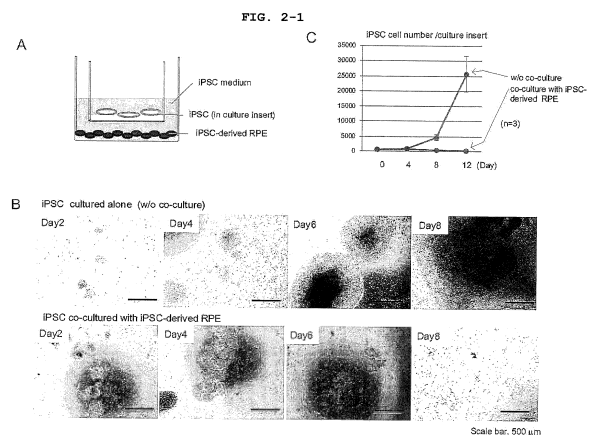 FIG. 2-1
A
iPSC medium
iPSC (in culture insert)
iPSC-derived RPE
C
iPSC cell number /culture insert
35000
30000
25000
20000
15000
10000
5000
0
0 4 8 12 (Day)
w/o co-culture
co-culture with iPSC-
derived RPE
(n=3)
B
iPSC cultured alone (w/o co-culture)
Day2
Day4
Day6
Day8
iPSC co-cultured with iPSC-derived RPE
Day2
Day4
Day6
Day8
Scale bar, 500 μm